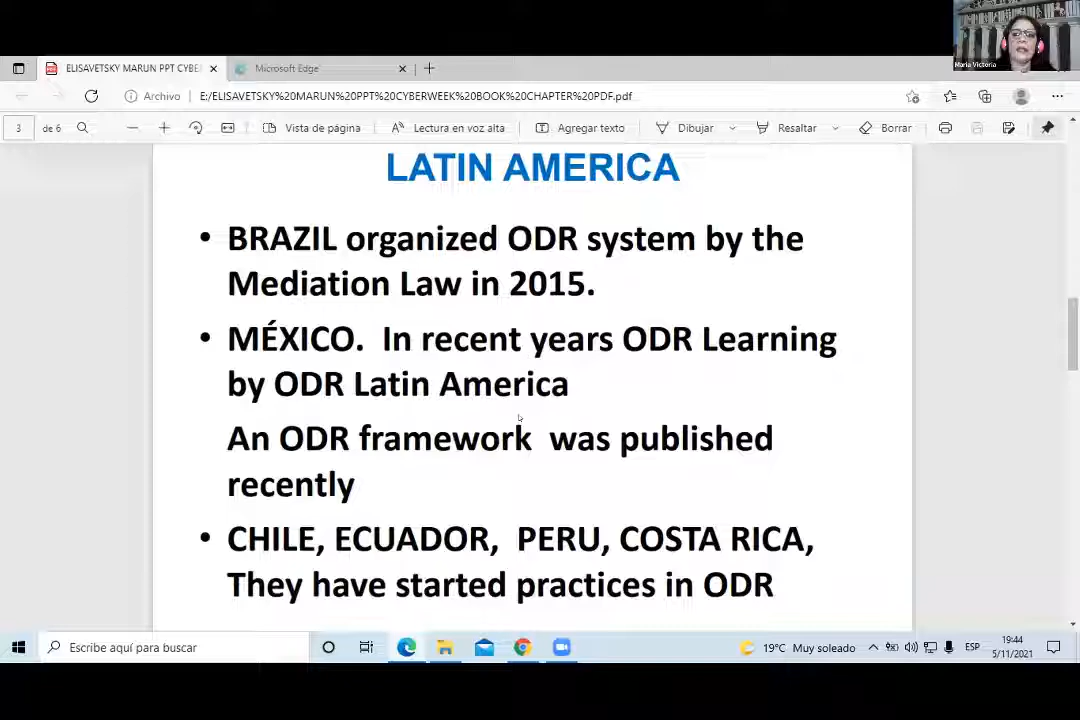 Maria Victoria
ELISAVETSKY MARUN PPT CYBE
Microsoft Edge
Archivo
E:/ELISAVETSKY%20MARUN%20PPT%20CYBERWEEK%20BOOK%20CHAPTER%20PDF.pdf
3 de 6 Vista de página Lectura en voz alta Agregar texto Dibujar Resaltar Borrar
LATIN AMERICA
• BRAZIL organized ODR system by the
Mediation Law in 2015.
• MÉXICO. In recent years ODR Learning
by ODR Latin America
An ODR framework was published
recently
• CHILE, ECUADOR, PERU, COSTA RICA,
They have started practices in ODR
Escribe aquí para buscar
19°C Muy soleado
ESP
19:44
5/11/2021